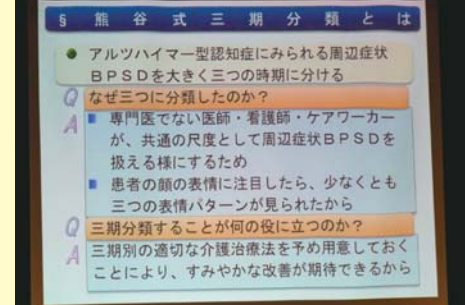 § 熊谷式三期分類とは
● アルツハイマー型認知症にみられる周辺症状
BPSDを大きく三つの時期に分ける
Q なぜ三つに分類したのか?
A ■ 専門医でない医師・看護師・ケアワーカー
が、共通の尺度として周辺症状BPSDを
扱える様にするため
■ 患者の顔の表情に注目したら、少なくとも
三つの表情パターンが見られたから
Q 三期分類することが何の役に立つのか?
A 三期別の適切な介護治療法を予め用意しておく
ことにより、すみやかな改善が期待できるから